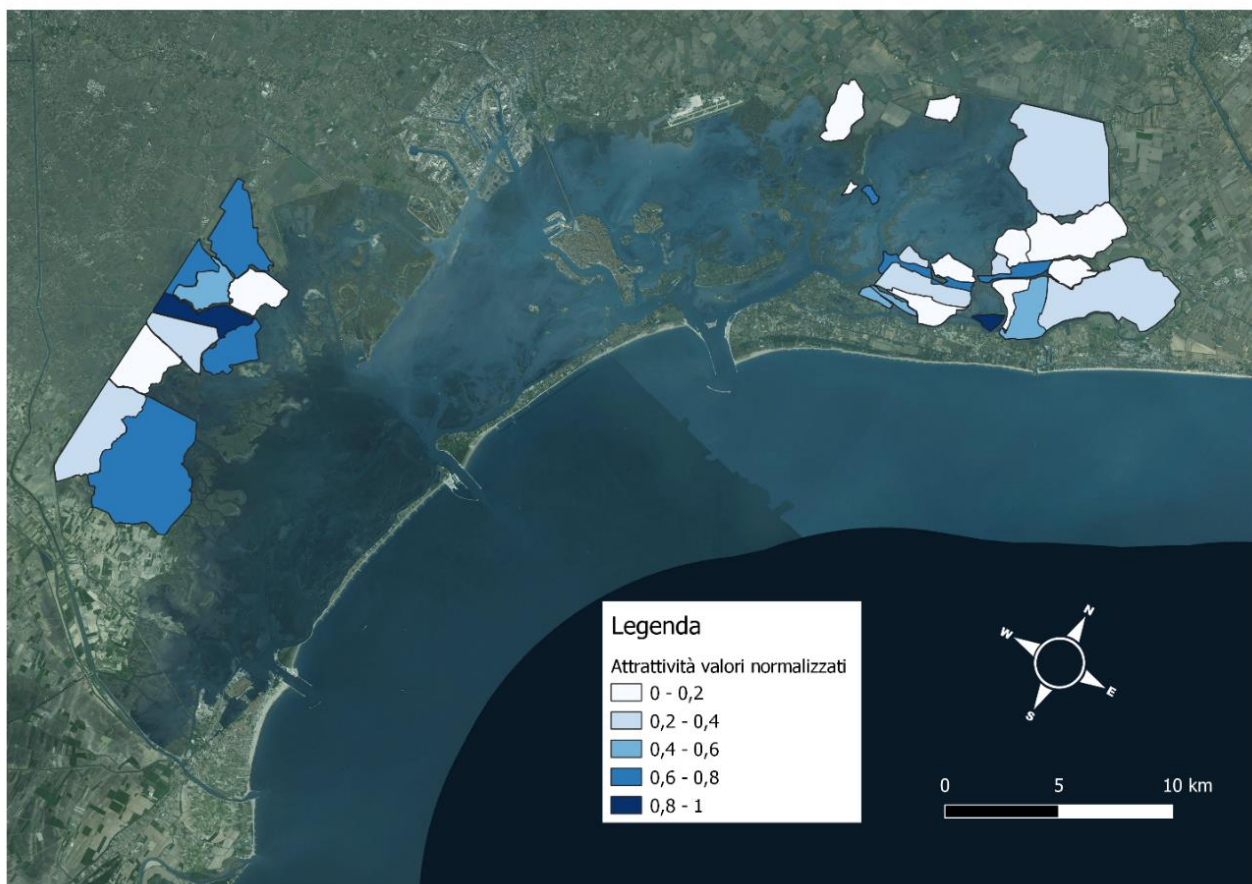 Legenda
Attrattività valori normalizzati
0 - 0,2
0,2 - 0,4
0,4 - 0,6
0,6 - 0,8
0,8 - 1
N
W
E
S
0 5 10 km